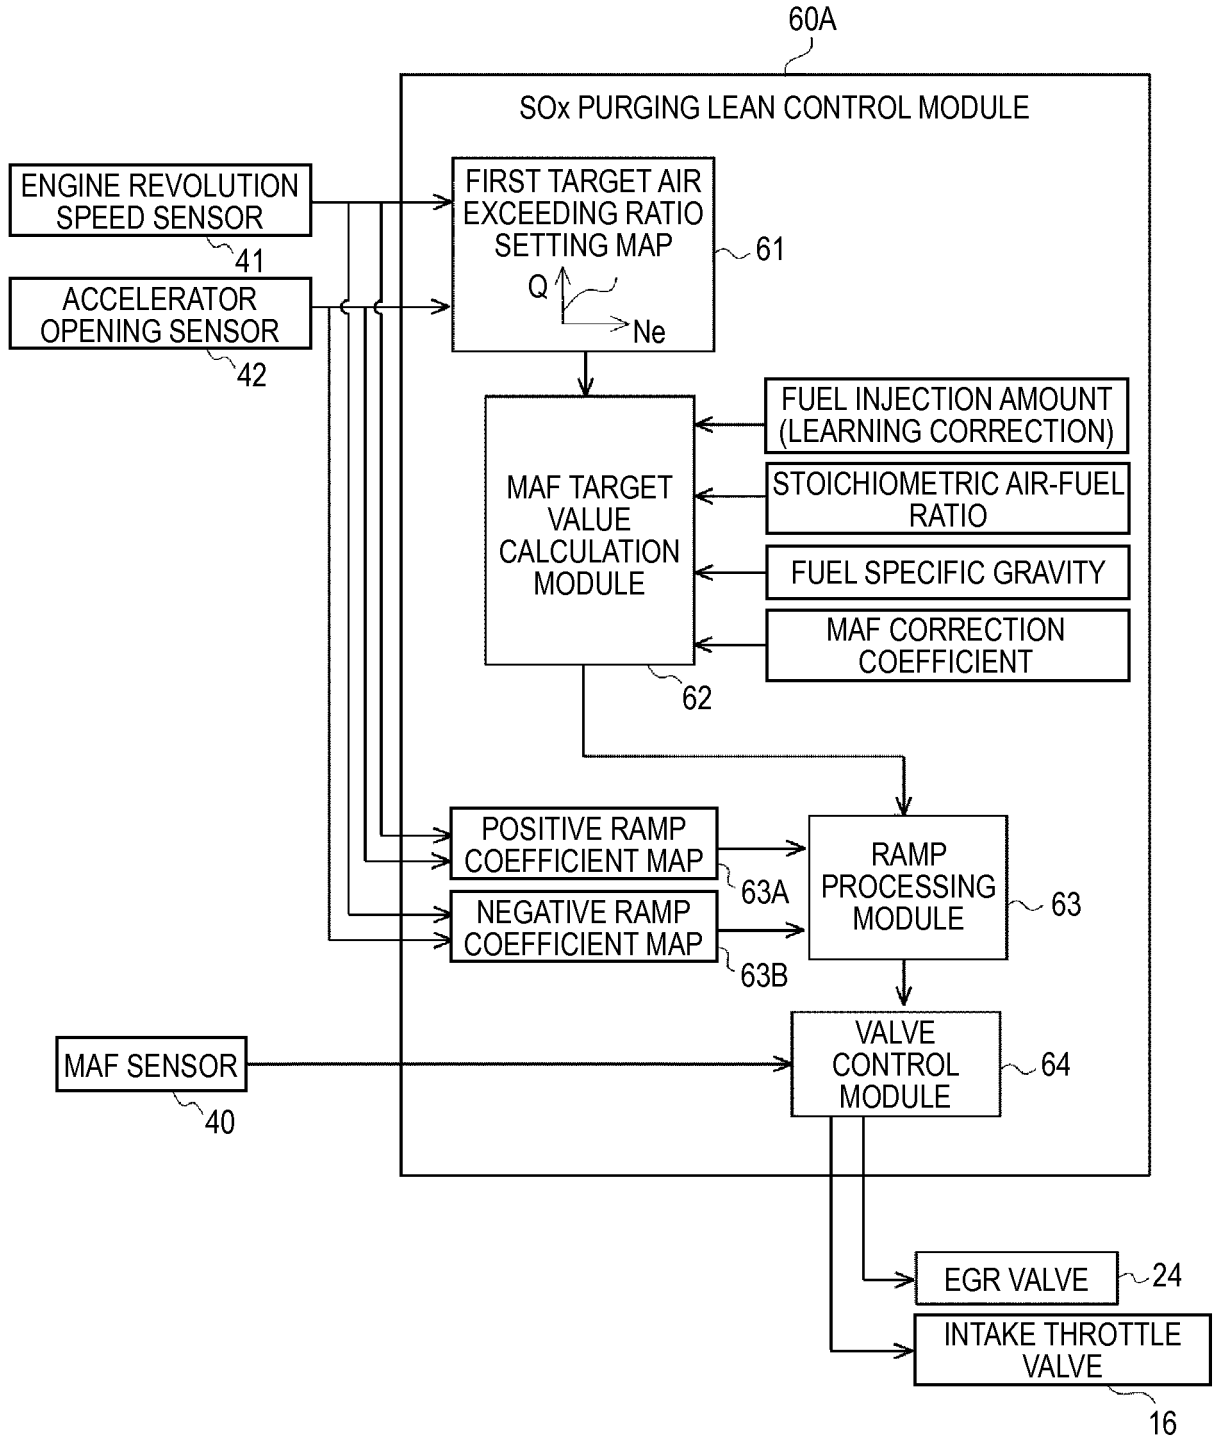 60A
SOx PURGING LEAN CONTROL MODULE
ENGINE REVOLUTION
SPEED SENSOR
41
ACCELERATOR
OPENING SENSOR
42
FIRST TARGET AIR
EXCEEDING RATIO
SETTING MAP
Q
Ne
61
MAF TARGET
VALUE
CALCULATION
MODULE
62
FUEL INJECTION AMOUNT
(LEARNING CORRECTION)
STOICHIOMETRIC AIR-FUEL
RATIO
FUEL SPECIFIC GRAVITY
MAF CORRECTION
COEFFICIENT
POSITIVE RAMP
COEFFICIENT MAP
63A
NEGATIVE RAMP
COEFFICIENT MAP
63B
RAMP
PROCESSING
MODULE
63
MAF SENSOR
40
VALVE
CONTROL
MODULE
64
EGR VALVE
24
INTAKE THROTTLE
VALVE
16